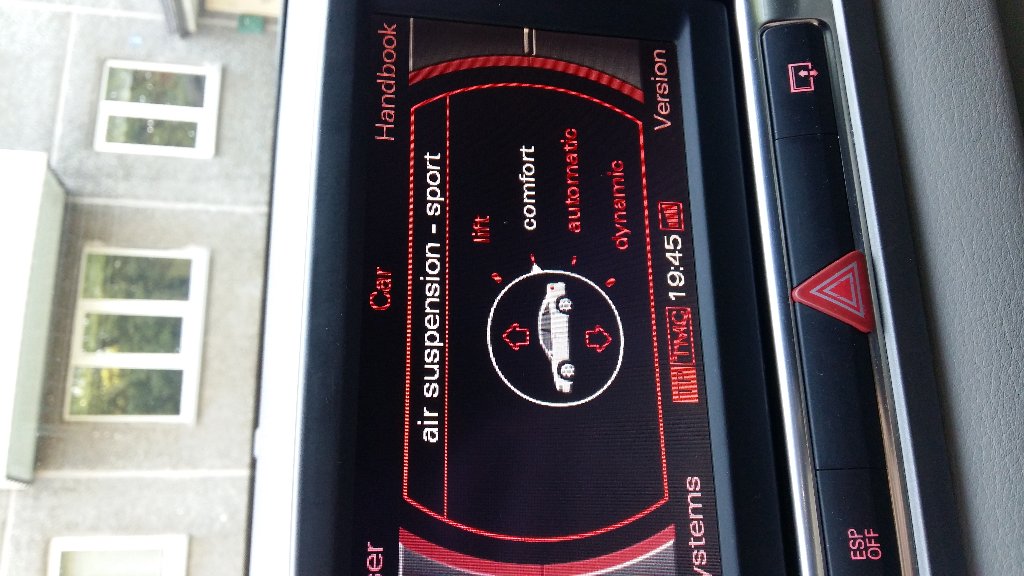 ser
Car
Handbook
air suspension - sport
lift
comfort
automatic
dynamic
ystems
TMC
19:45
Version
ESP
OFF